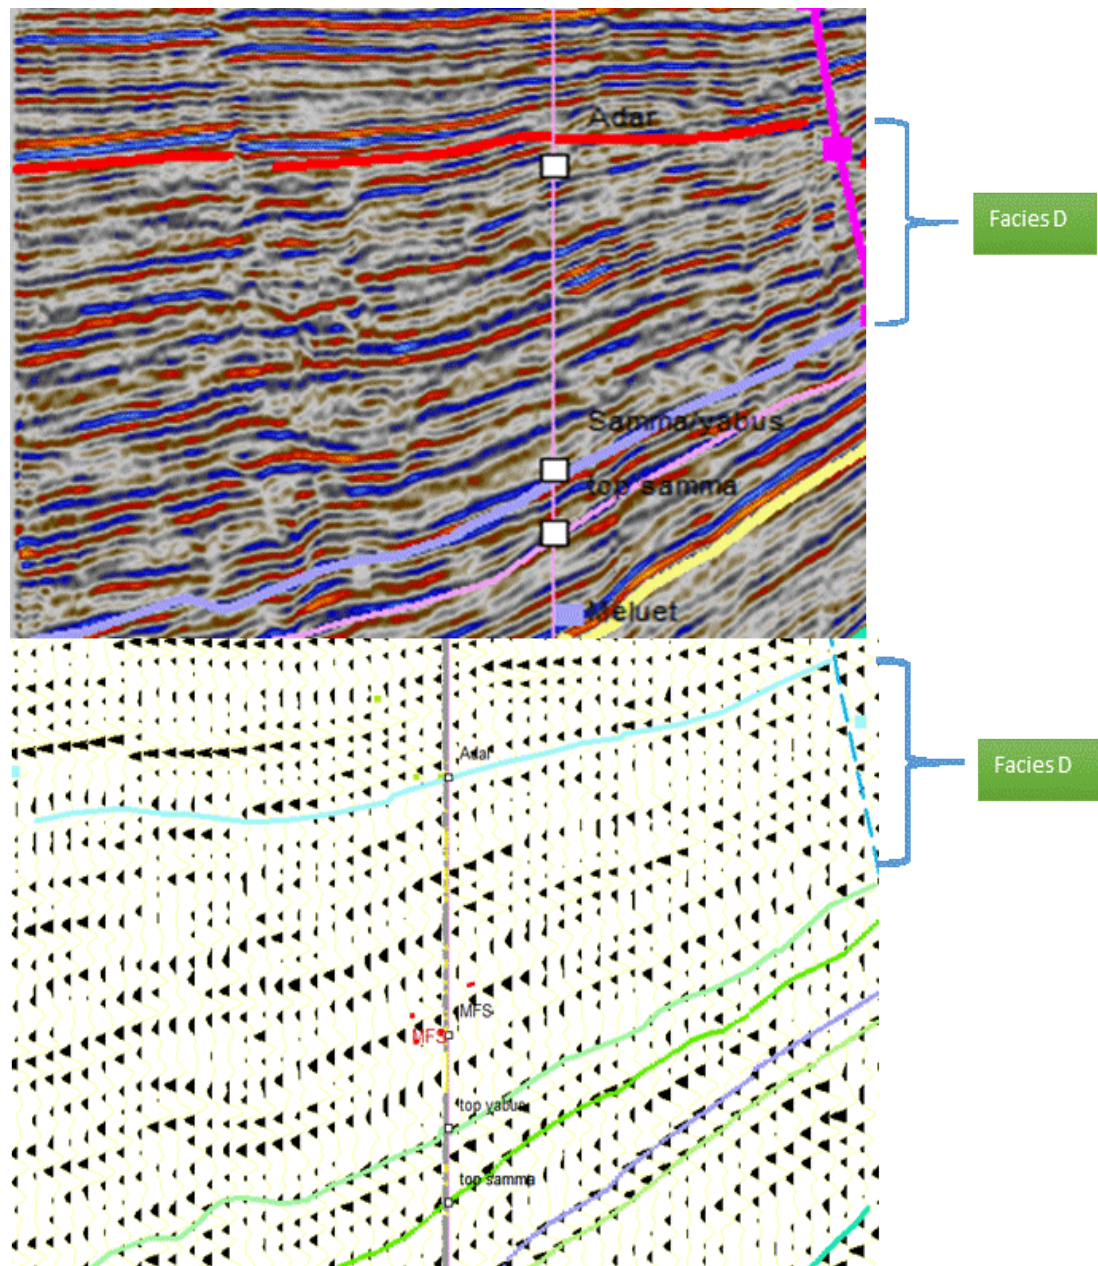 Adar
Facies D
Samma/yabus
top samma
Meluet
Facies D
Adar
MFS
MFS
top yabus
top samma